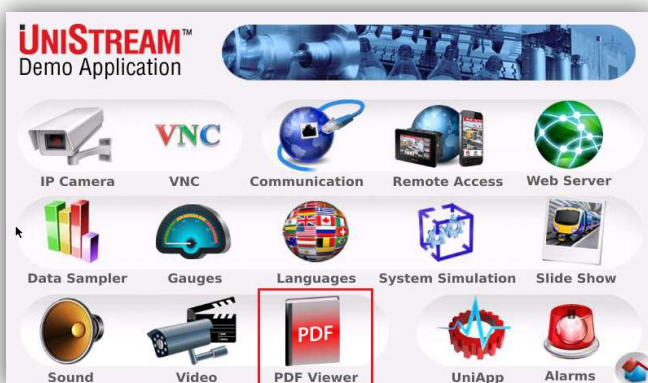 UNISTREAM™
Demo Application
VNC
IP Camera VNC Communication Remote Access Web Server
Data Sampler Gauges Languages System Simulation Slide Show
PDF
Sound Video PDF Viewer UniApp Alarms